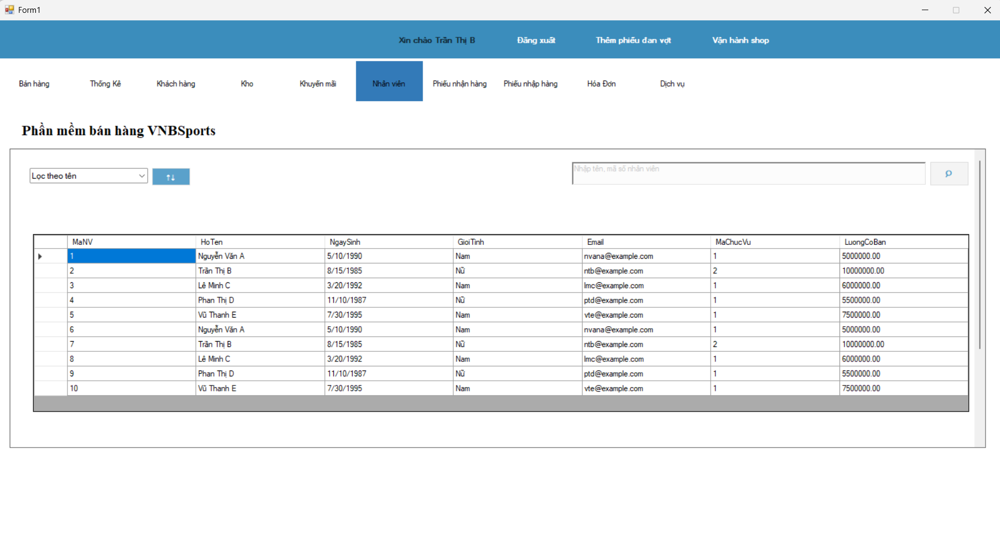 Form1
Xin chào Trần Thị B Đăng xuất Thêm phiếu đan vợt Vận hành shop
Bán hàng Thống Kê Khách hàng Kho Khuyến mãi Nhân viên Phiếu nhận hàng Phiếu nhập hàng Hóa Đơn Dịch vụ
Phần mềm bán hàng VNBSports
Lọc theo tên ↑↓ Nhập tên, mã số nhân viên
MaNV HoTen NgaySinh GioiTinh Email MaChucVu LuongCoBan
1 Nguyễn Văn A 5/10/1990 Nam nvana@example.com 1 5000000.00
2 Trần Thị B 8/15/1985 Nữ ntb@example.com 2 10000000.00
3 Lê Minh C 3/20/1992 Nam lmc@example.com 1 6000000.00
4 Phan Thị D 11/10/1987 Nữ ptd@example.com 1 5500000.00
5 Vũ Thanh E 7/30/1995 Nam vte@example.com 1 7500000.00
6 Nguyễn Văn A 5/10/1990 Nam nvana@example.com 1 5000000.00
7 Trần Thị B 8/15/1985 Nữ ntb@example.com 2 10000000.00
8 Lê Minh C 3/20/1992 Nam lmc@example.com 1 6000000.00
9 Phan Thị D 11/10/1987 Nữ ptd@example.com 1 5500000.00
10 Vũ Thanh E 7/30/1995 Nam vte@example.com 1 7500000.00